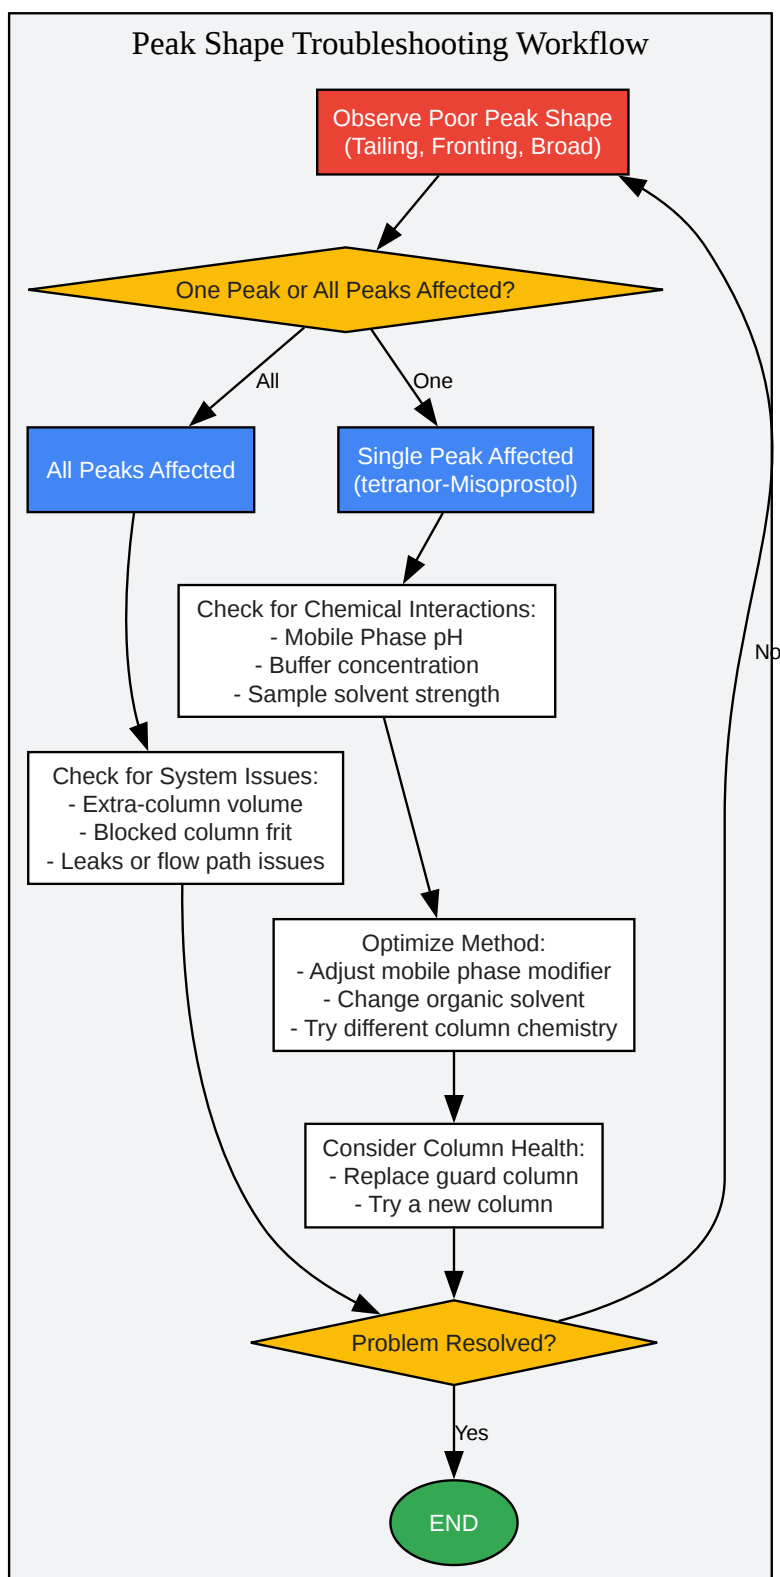 Peak Shape Troubleshooting Workflow
Observe Poor Peak Shape
(Tailing, Fronting, Broad)
One Peak or All Peaks Affected?
All
One
All Peaks Affected
Single Peak Affected
(tetranor-Misoprostol)
Check for Chemical Interactions:
- Mobile Phase pH
- Buffer concentration
- Sample solvent strength
No
Check for System Issues:
- Extra-column volume
- Blocked column frit
- Leaks or flow path issues
Optimize Method:
- Adjust mobile phase modifier
- Change organic solvent
- Try different column chemistry
Consider Column Health:
- Replace guard column
- Try a new column
Problem Resolved?
Yes
END